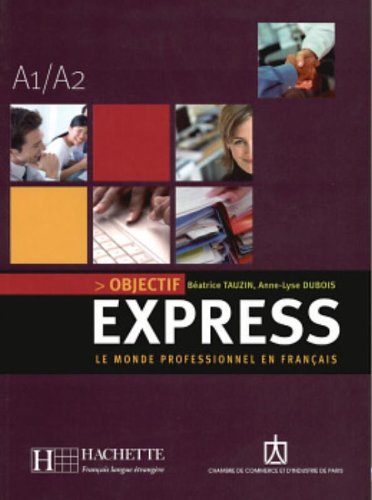 A1/A2
> OBJECTIF
Béatrice TAUZIN, Anne-Lyse DUBOIS
EXPRESS
LE MONDE PROFESSIONNEL EN FRANÇAIS
H HACHETTE
Français langue étrangère
CHAMBRE DE COMMERCE ET D'INDUSTRIE DE PARIS